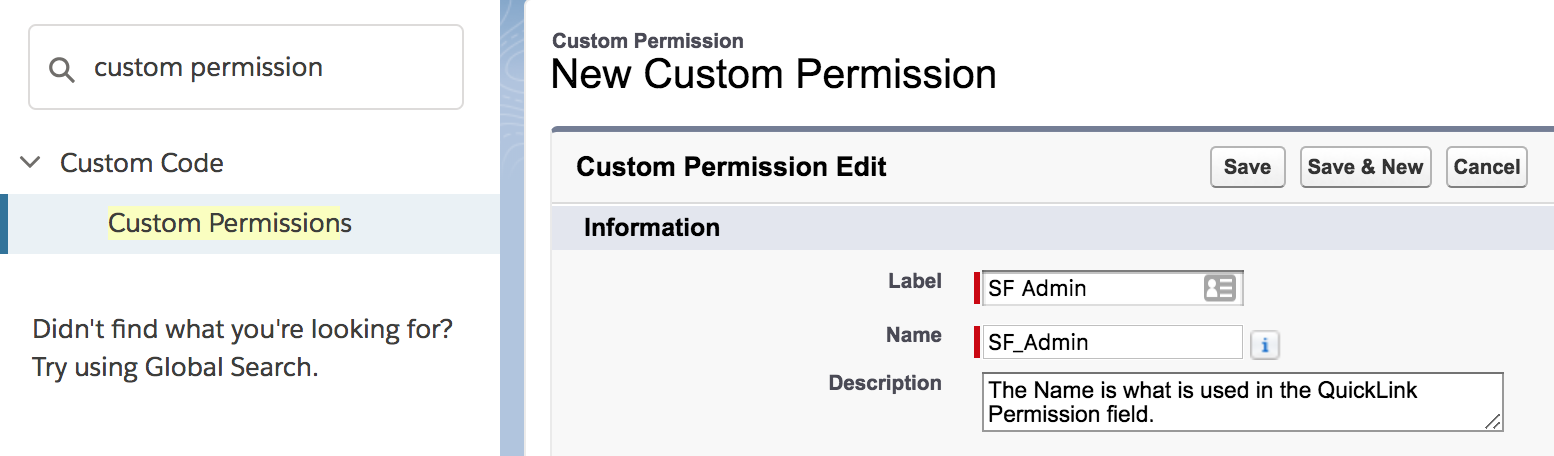 custom permission
Custom Code
Custom Permissions
Didn't find what you're looking for?
Try using Global Search.
Custom Permission
New Custom Permission
Custom Permission Edit
Save
Save & New
Cancel
Information
Label
SF Admin
Name
SF_Admin
i
Description
The Name is what is used in the QuickLink
Permission field.